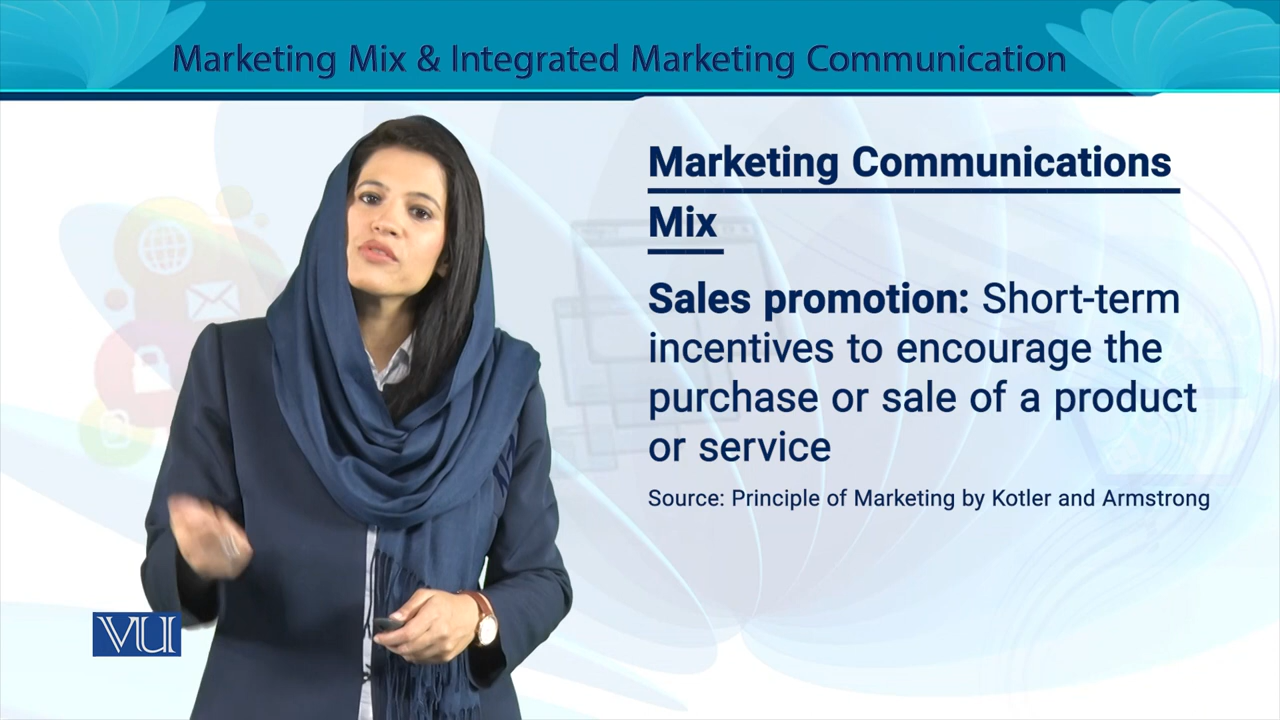 Marketing Mix & Integrated Marketing Communication
Marketing Communications
Mix
Sales promotion: Short-term
incentives to encourage the
purchase or sale of a product
or service
Source: Principle of Marketing by Kotler and Armstrong
VU